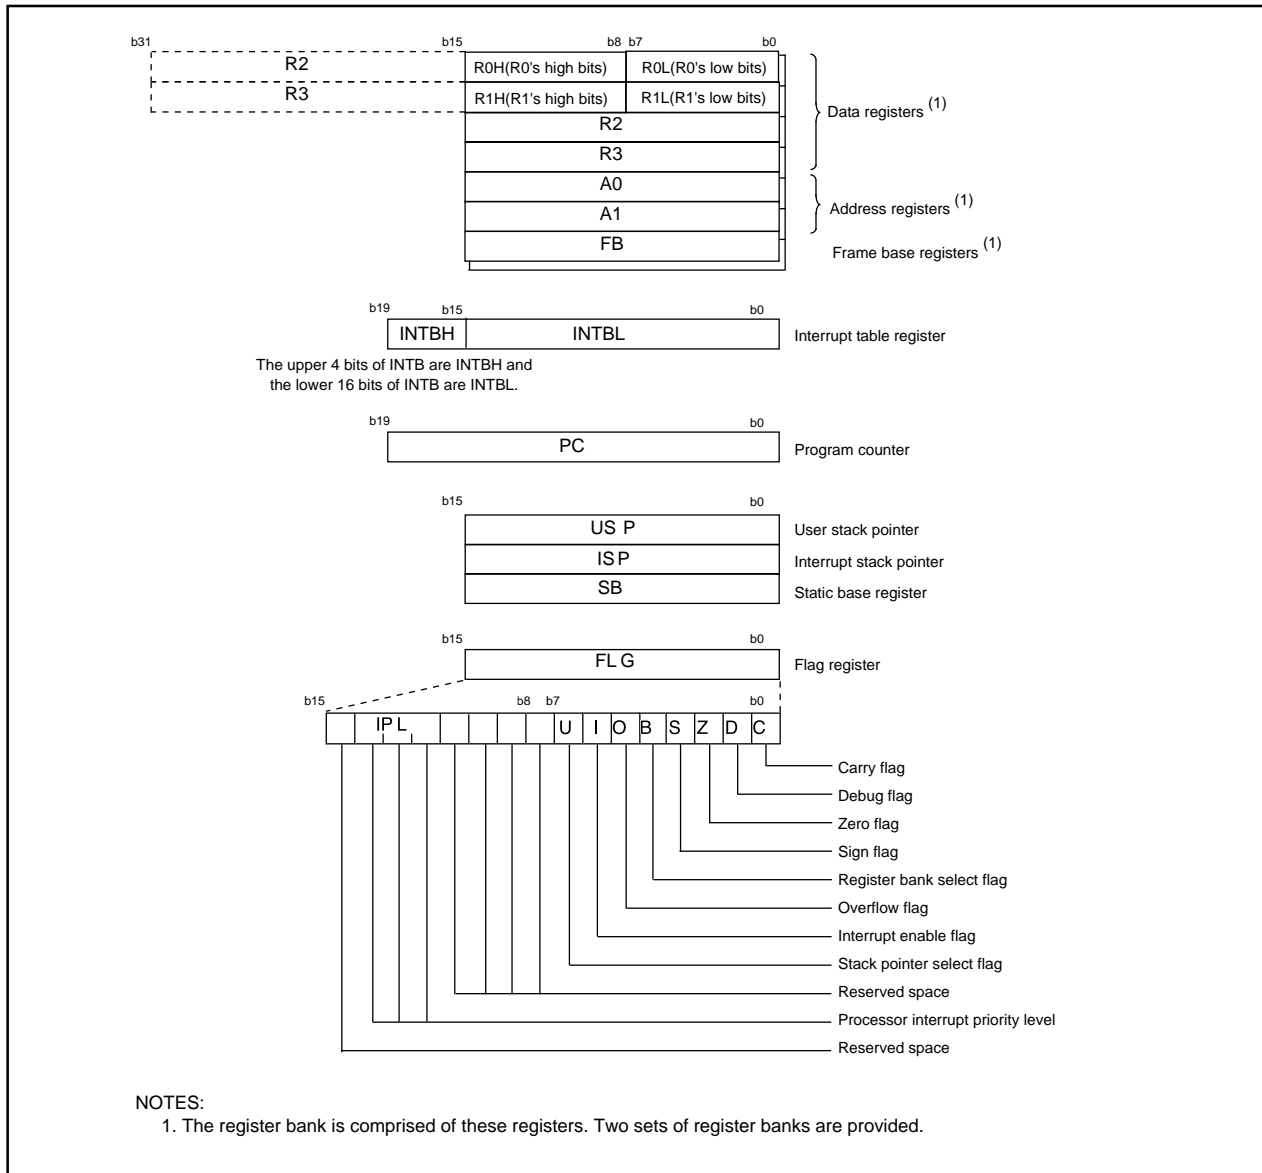 b31 b15 b8 b7 b0
R2 R0H(R0's high bits) R0L(R0's low bits)
R3 R1H(R1's high bits) R1L(R1's low bits)
Data registers (1)
R2
R3
A0
A1
Address registers (1)
FB
Frame base registers (1)
b19 b15 b0
INTBH INTBL Interrupt table register
The upper 4 bits of INTB are INTBH and
the lower 16 bits of INTB are INTBL.
b19 b0
PC Program counter
b15 b0
US P User stack pointer
IS P Interrupt stack pointer
SB Static base register
b15 b0
FL G Flag register
b15 b8 b7 b0
IP L U I O B S Z D C
Carry flag
Debug flag
Zero flag
Sign flag
Register bank select flag
Overflow flag
Interrupt enable flag
Stack pointer select flag
Reserved space
Processor interrupt priority level
Reserved space
NOTES:
1. The register bank is comprised of these registers. Two sets of register banks are provided.